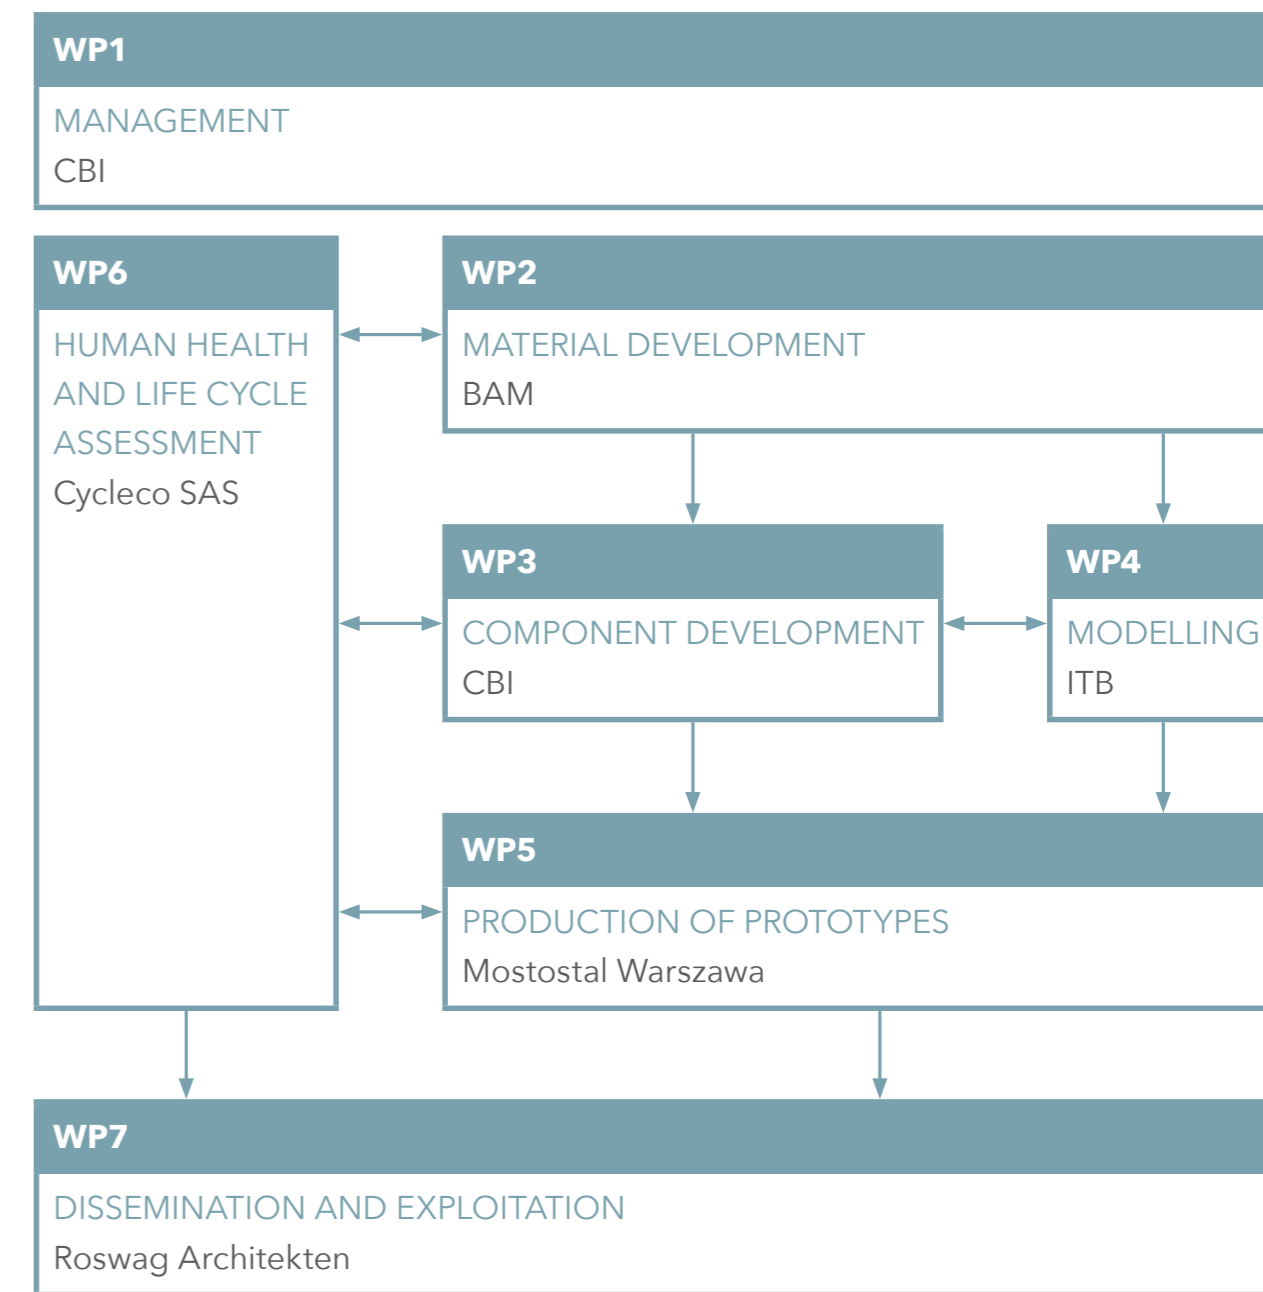 WP1
MANAGEMENT
CBI
WP6
HUMAN HEALTH
AND LIFE CYCLE
ASSESSMENT
Cycleco SAS
WP2
MATERIAL DEVELOPMENT
BAM
WP3
COMPONENT DEVELOPMENT
CBI
WP4
MODELLING
ITB
WP5
PRODUCTION OF PROTOTYPES
Mostostal Warszawa
WP7
DISSEMINATION AND EXPLOITATION
Roswag Architekten